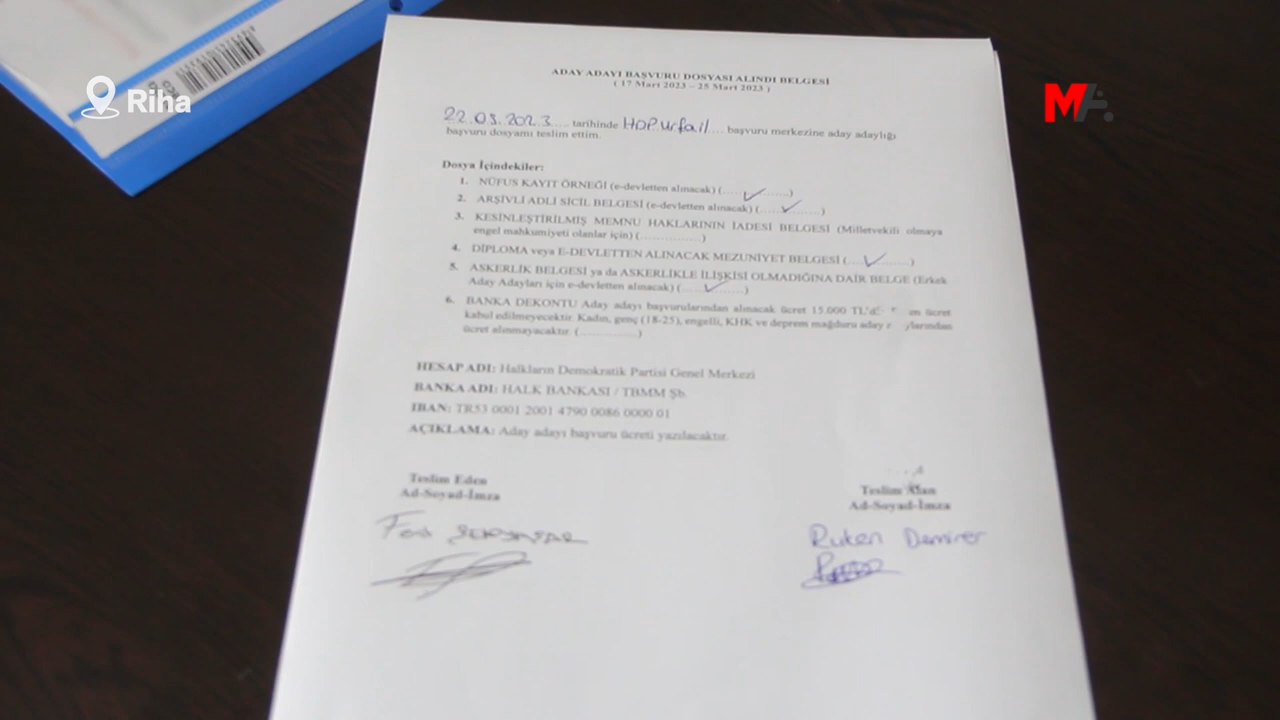 Riha
MA
ADAY ADAYI BAŞVURU DOSYASI ALINDI BELGESİ
( 17 Mart 2023 – 25 Mart 2023 )
22.03.2023.... tarihinde HDP urfa il.... başvuru merkezine aday adaylığı
başvuru dosyamı teslim ettim.
Dosya İçindekiler:
1. NÜFUS KAYIT ÖRNEĞİ (e-devletten alınacak) (.....✓.......)
2. ARŞİVLİ ADLİ SİCİL BELGESİ (e-devletten alınacak) (.....✓.......)
3. KESİNLEŞTİRİLMİŞ MEMNU HAKLARININ İADESİ BELGESİ (Milletvekili olmaya
engel mahkumiyeti olanlar için) (...............)
4. DİPLOMA veya E-DEVLETTEN ALINACAK MEZUNİYET BELGESİ (....✓.......)
5. ASKERLİK BELGESİ ya da ASKERLİKLE İLİŞKİSİ OLMADIĞINA DAİR BELGE (Erkek
Aday Adayları için e-devletten alınacak) (.....✓.......)
6. BANKA DEKONTU Aday adayı başvurularından alınacak ücret 15.000 ücret
kabul edilmeyecektir. Kadın, genç (18-25), engelli, KHK ve deprem mağduru aday
ücret alınmayacaktır. (...............)
HESAP ADI: Halkların Demokratik Partisi Genel Merkezi
BANKA ADI: HALK BANKASI / TBMM Şb.
İBAN: TR53 0001 2001 4790 0086 0000 01
AÇIKLAMA: Aday adayı başvuru ücreti yazılacaktır.
Teslim Eden
Ad-Soyad-İmza
Teslim Alan
Ad-Soyad-İmza
ŞENYAŞAR
Ruken Demirer